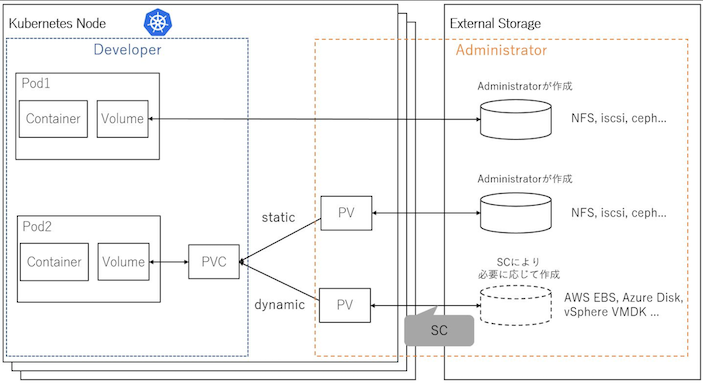 Kubernetes Node
External Storage
Developer
Administrator
Pod1
Container
Volume
Administratorが作成
NFS, iscsi, ceph...
Administratorが作成
NFS, iscsi, ceph...
static
PV
Pod2
Container
Volume
PVC
SCにより
必要に応じて作成
dynamic
PV
AWS EBS, Azure Disk,
vSphere VMDK ...
SC